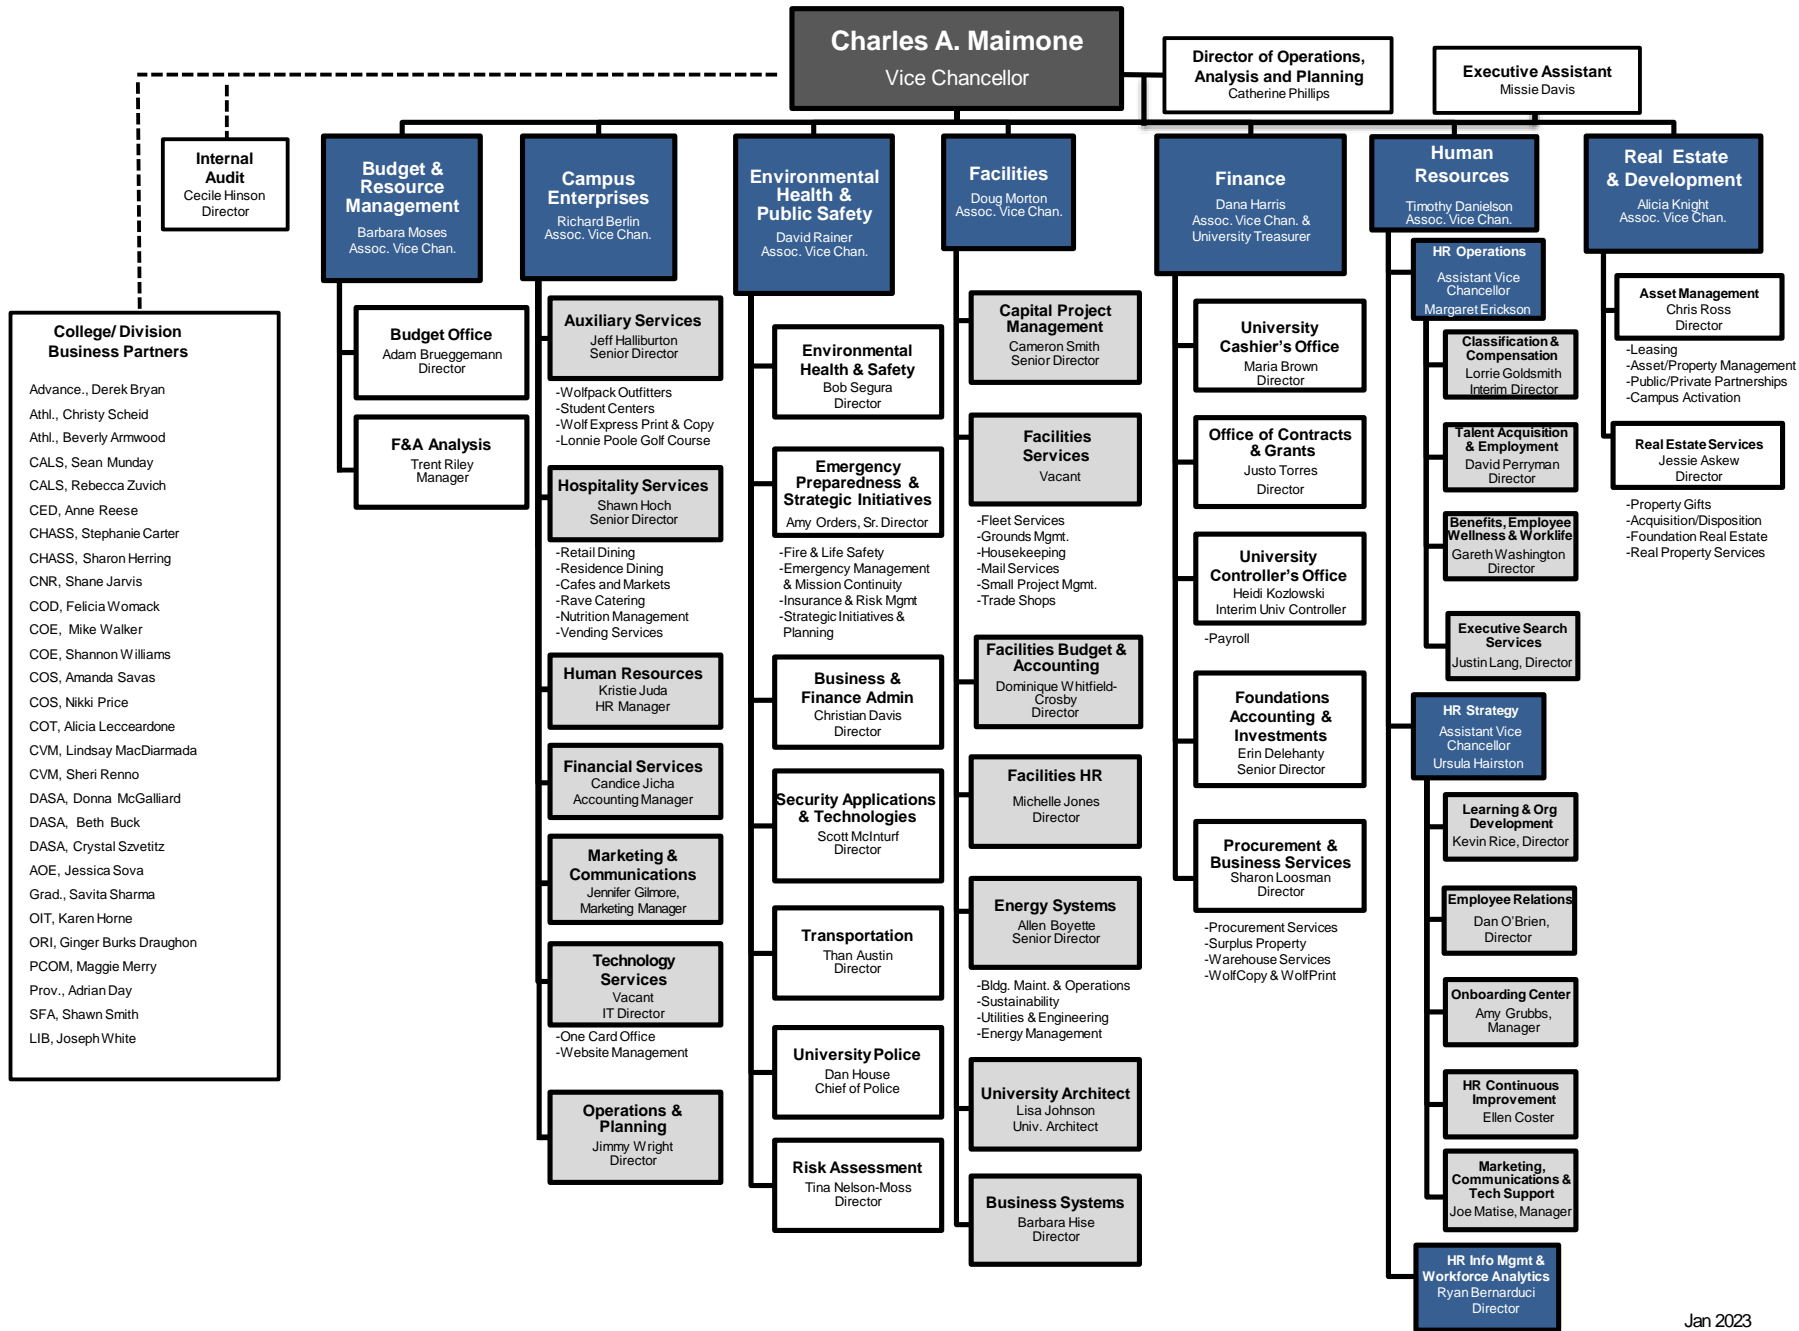 Charles A. Maimone
Vice Chancellor
Director of Operations,
Analysis and Planning
Catherine Phillips
Executive Assistant
Missie Davis
Internal
Audit
Cecile Hinson
Director
College/ Division
Business Partners
Advance., Derek Bryan
Athl., Christy Scheid
Athl., Beverly Armwood
CALS, Sean Munday
CALS, Rebecca Zuvich
CED, Anne Reese
CHASS, Stephanie Carter
CHASS, Sharon Herring
CNR, Shane Jarvis
COD, Felicia Womack
COE, Mike Walker
COE, Shannon Williams
COS, Amanda Savas
COS, Nikki Price
COT, Alicia Lecceardone
CVM, Lindsay MacDiarmada
CVM, Sheri Renno
DASA, Donna McGalliard
DASA, Beth Buck
DASA, Crystal Szvetitz
AOE, Jessica Sova
Grad., Savita Sharma
OIT, Karen Horne
ORI, Ginger Burks Draughon
PCOM, Maggie Merry
Prov., Adrian Day
SFA, Shawn Smith
LIB, Joseph White
Budget &
Resource
Management
Barbara Moses
Assoc. Vice Chan.
Budget Office
Adam Brueggemann
Director
F&A Analysis
Trent Riley
Manager
Campus
Enterprises
Richard Berlin
Assoc. Vice Chan.
Auxiliary Services
Jeff Halliburton
Senior Director
-Wolfpack Outfitters
-Student Centers
-Wolf Express Print & Copy
-Lonnie Poole Golf Course
Hospitality Services
Shawn Hoch
Senior Director
-Retail Dining
-Residence Dining
-Cafes and Markets
-Rave Catering
-Nutrition Management
-Vending Services
Human Resources
Kristie Juda
HR Manager
Financial Services
Candice Jicha
Accounting Manager
Marketing &
Communications
Jennifer Gilmore,
Marketing Manager
Technology
Services
Vacant
IT Director
-One Card Office
-Website Management
Operations &
Planning
Jimmy Wright
Director
Environmental
Health &
Public Safety
David Rainer
Assoc. Vice Chan.
Environmental
Health & Safety
Bob Segura
Director
Emergency
Preparedness &
Strategic Initiatives
Amy Orders, Sr. Director
-Fire & Life Safety
-Emergency Management
& Mission Continuity
-Insurance & Risk Mgmt
-Strategic Initiatives &
Planning
Business &
Finance Admin
Christian Davis
Director
Security Applications
& Technologies
Scott McInturf
Director
Transportation
Than Austin
Director
University Police
Dan House
Chief of Police
Risk Assessment
Tina Nelson-Moss
Director
Facilities
Doug Morton
Assoc. Vice Chan.
Capital Project
Management
Cameron Smith
Senior Director
Facilities
Services
Vacant
-Fleet Services
-Grounds Mgmt.
-Housekeeping
-Mail Services
-Small Project Mgmt.
-Trade Shops
Facilities Budget &
Accounting
Dominique Whitfield-
Crosby
Director
Facilities HR
Michelle Jones
Director
Energy Systems
Allen Boyette
Senior Director
-Bldg. Maint. & Operations
-Sustainability
-Utilities & Engineering
-Energy Management
University Architect
Lisa Johnson
Univ. Architect
Business Systems
Barbara Hise
Director
Finance
Dana Harris
Assoc. Vice Chan. &
University Treasurer
University
Cashier's Office
Maria Brown
Director
Office of Contracts
& Grants
Justo Torres
Director
University
Controller's Office
Heidi Kozlowski
Interim Univ Controller
-Payroll
Foundations
Accounting &
Investments
Erin Delehanty
Senior Director
Procurement &
Business Services
Sharon Loosman
Director
-Procurement Services
-Surplus Property
-Warehouse Services
-WolfCopy & WolfPrint
Human
Resources
Timothy Danielson
Assoc. Vice Chan.
HR Operations
Assistant Vice
Chancellor
Margaret Erickson
Classification &
Compensation
Lorrie Goldsmith
Interim Director
Talent Acquisition
& Employment
David Perryman
Director
Benefits, Employee
Wellness & Worklife
Gareth Washington
Director
Executive Search
Services
Justin Lang, Director
HR Strategy
Assistant Vice
Chancellor
Ursula Hairston
Learning & Org
Development
Kevin Rice, Director
Employee Relations
Dan O'Brien,
Director
Onboarding Center
Amy Grubbs,
Manager
HR Continuous
Improvement
Ellen Coster
Marketing,
Communications &
Tech Support
Joe Matise, Manager
HR Info Mgmt &
Workforce Analytics
Ryan Bernarduci
Director
Real Estate
& Development
Alicia Knight
Assoc. Vice Chan.
Asset Management
Chris Ross
Director
-Leasing
-Asset/Property Management
-Public/Private Partnerships
-Campus Activation
Real Estate Services
Jessie Askew
Director
-Property Gifts
-Acquisition/Disposition
-Foundation Real Estate
-Real Property Services
Jan 2023